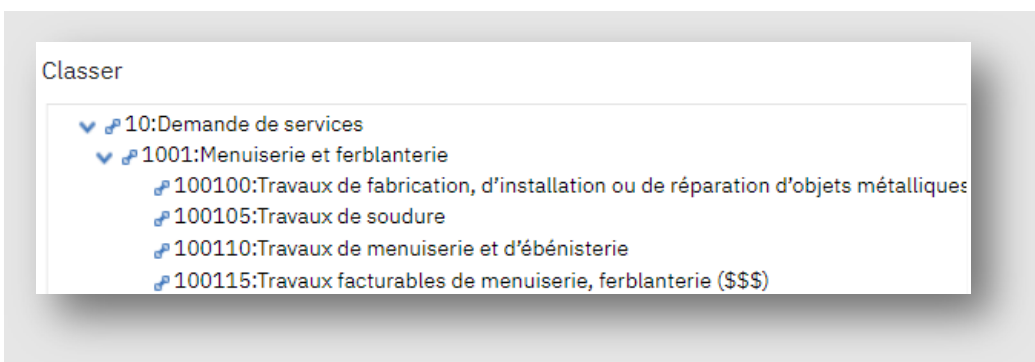 Classer
10:Demande de services
1001:Menuiserie et ferblanterie
100100:Travaux de fabrication, d’installation ou de réparation d’objets métalliques
100105:Travaux de soudure
100110:Travaux de menuiserie et d’ébénisterie
100115:Travaux facturables de menuiserie, ferblanterie ($$$)